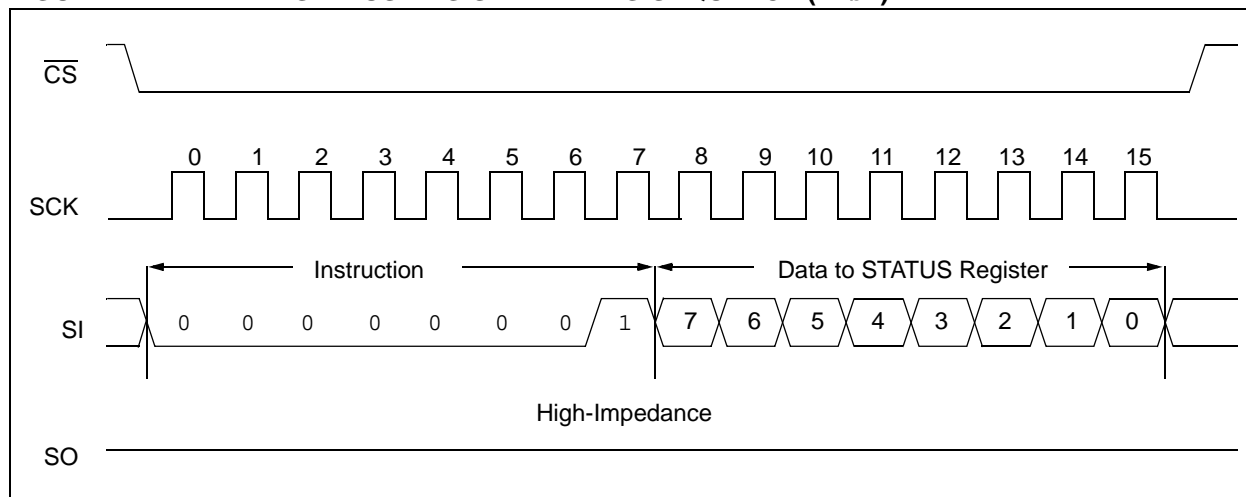 CS
0 1 2 3 4 5 6 7 8 9 10 11 12 13 14 15
SCK
Instruction
Data to STATUS Register
SI
0 0 0 0 0 0 0 1 7 6 5 4 3 2 1 0
High-Impedance
SO